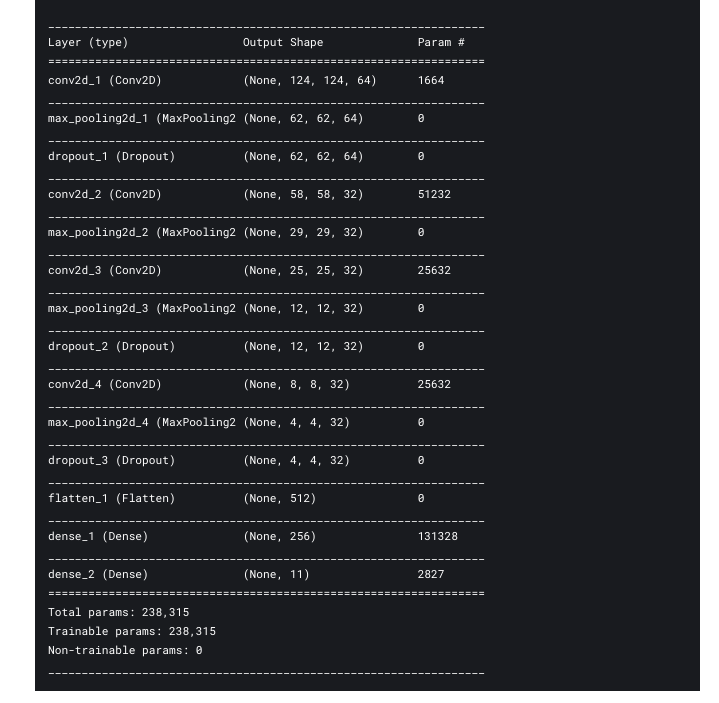 _________________________________________________________________
Layer (type)                 Output Shape              Param #
=================================================================
conv2d_1 (Conv2D)            (None, 124, 124, 64)      1664
_________________________________________________________________
max_pooling2d_1 (MaxPooling2 (None, 62, 62, 64)        0
_________________________________________________________________
dropout_1 (Dropout)          (None, 62, 62, 64)        0
_________________________________________________________________
conv2d_2 (Conv2D)            (None, 58, 58, 32)        51232
_________________________________________________________________
max_pooling2d_2 (MaxPooling2 (None, 29, 29, 32)        0
_________________________________________________________________
conv2d_3 (Conv2D)            (None, 25, 25, 32)        25632
_________________________________________________________________
max_pooling2d_3 (MaxPooling2 (None, 12, 12, 32)        0
_________________________________________________________________
dropout_2 (Dropout)          (None, 12, 12, 32)        0
_________________________________________________________________
conv2d_4 (Conv2D)            (None, 8, 8, 32)          25632
_________________________________________________________________
max_pooling2d_4 (MaxPooling2 (None, 4, 4, 32)          0
_________________________________________________________________
dropout_3 (Dropout)          (None, 4, 4, 32)          0
_________________________________________________________________
flatten_1 (Flatten)          (None, 512)               0
_________________________________________________________________
dense_1 (Dense)              (None, 256)               131328
_________________________________________________________________
dense_2 (Dense)              (None, 11)                2827
=================================================================
Total params: 238,315
Trainable params: 238,315
Non-trainable params: 0
_________________________________________________________________